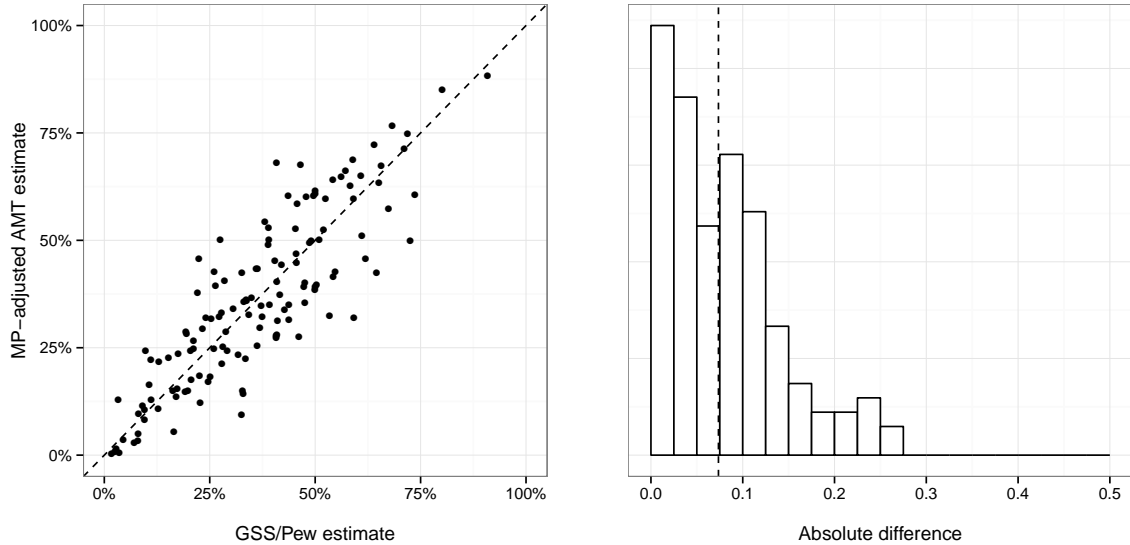 100%
75%
50%
25%
0%
MP−adjusted AMT estimate
0% 25% 50% 75% 100%
GSS/Pew estimate
0.0 0.1 0.2 0.3 0.4 0.5
Absolute difference